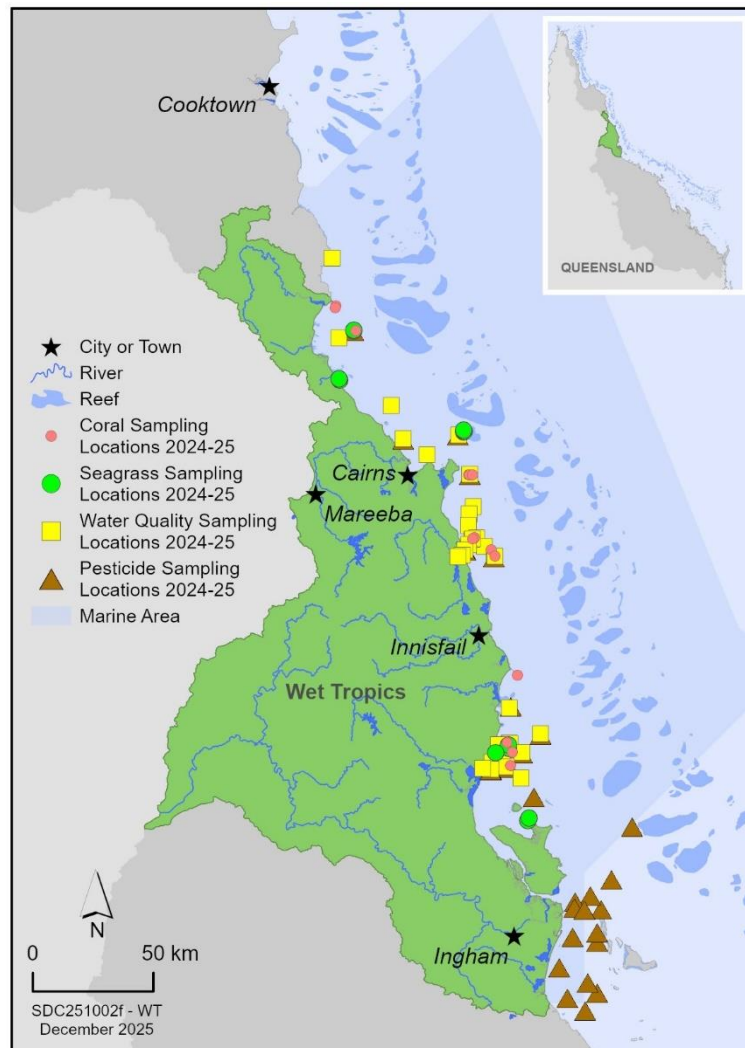 Cooktown
QUEENSLAND
City or Town
River
Reef
Coral Sampling
Locations 2024-25
Seagrass Sampling
Locations 2024-25
Water Quality Sampling
Locations 2024-25
Pesticide Sampling
Locations 2024-25
Marine Area
Cairns
Mareeba
Innisfail
Wet Tropics
Ingham
N
0 50 km
SDC251002f - WT
December 2025